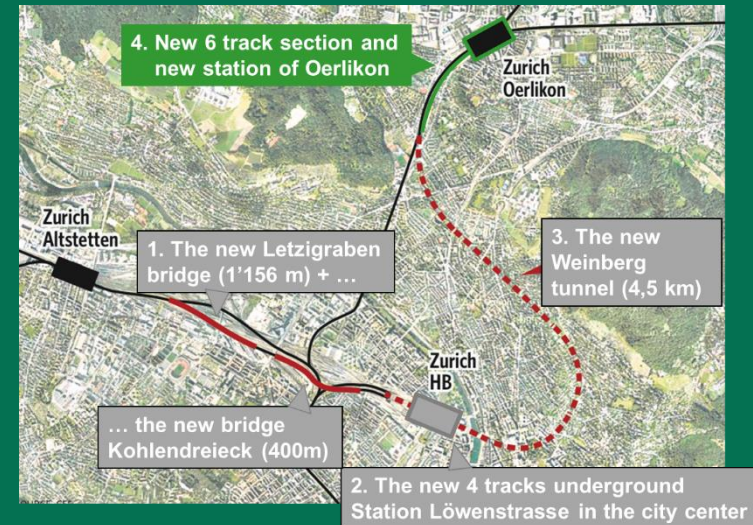 4. New 6 track section and
new station of Oerlikon
Zurich
Oerlikon
Zurich
Altstetten
1. The new Letzigraben
bridge (1'156 m) + ...
3. The new
Weinberg
tunnel (4,5 km)
Zurich
HB
... the new bridge
Kohlendreieck (400m)
2. The new 4 tracks underground
Station Löwenstrasse in the city center